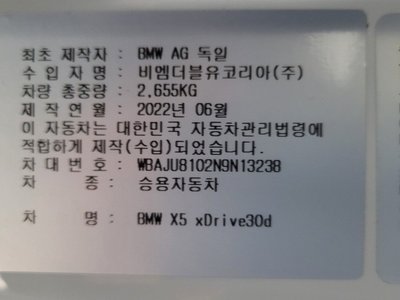 최초 제작자 : BMW AG 독일
수 입 자 명 : 비엠더블유코리아(주)
차량 총중량 : 2.655KG
제 작 연 월 : 2022년 06월
이 자동차는 대한민국 자동차관리법령에
적합하게 제작(수입)되었습니다.
차 대 번 호 : WBAJU8102N9N13238
차 종 : 승용자동차
차 명 : BMW X5 xDrive30d